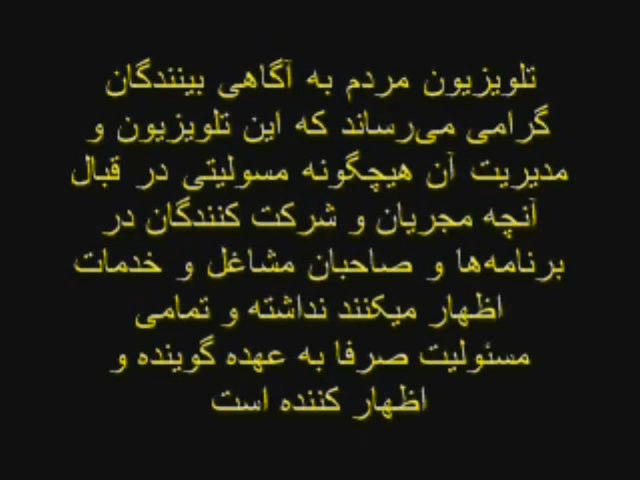 تلویزیون مردم به آگاهی بینندگان
گرامی می‌رساند که این تلویزیون و
مدیریت آن هیچگونه مسولیتی در قبال
آنچه مجریان و شرکت کنندگان در
برنامه‌ها و صاحبان مشاغل و خدمات
اظهار میکنند نداشته و تمامی
مسئولیت صرفا به عهده گوینده و
اظهار کننده است